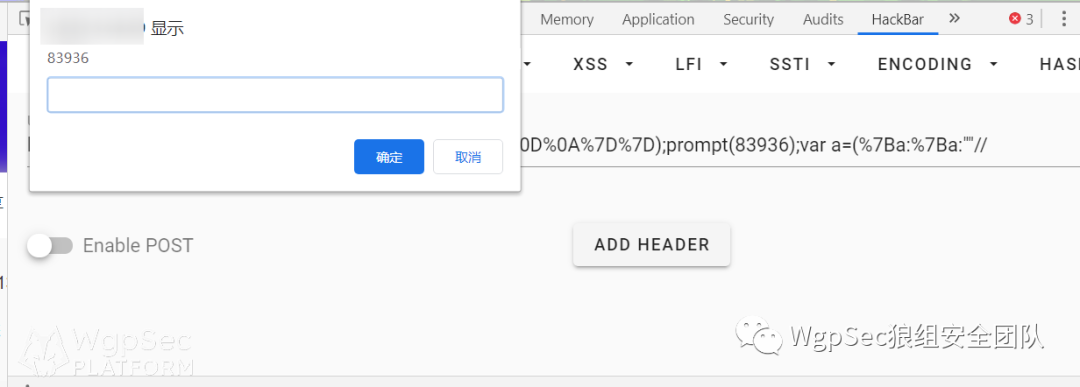 显示
83936
确定
取消
Memory
Application
Security
Audits
HackBar
»
3
XSS
LFI
SSTI
ENCODING
HAS
0D%0A%7D%7D);prompt(83936);var a=(%7Ba:%7Ba:""//
Enable POST
ADD HEADER
WgpSec
PLATFORM
WgpSec狼组安全团队